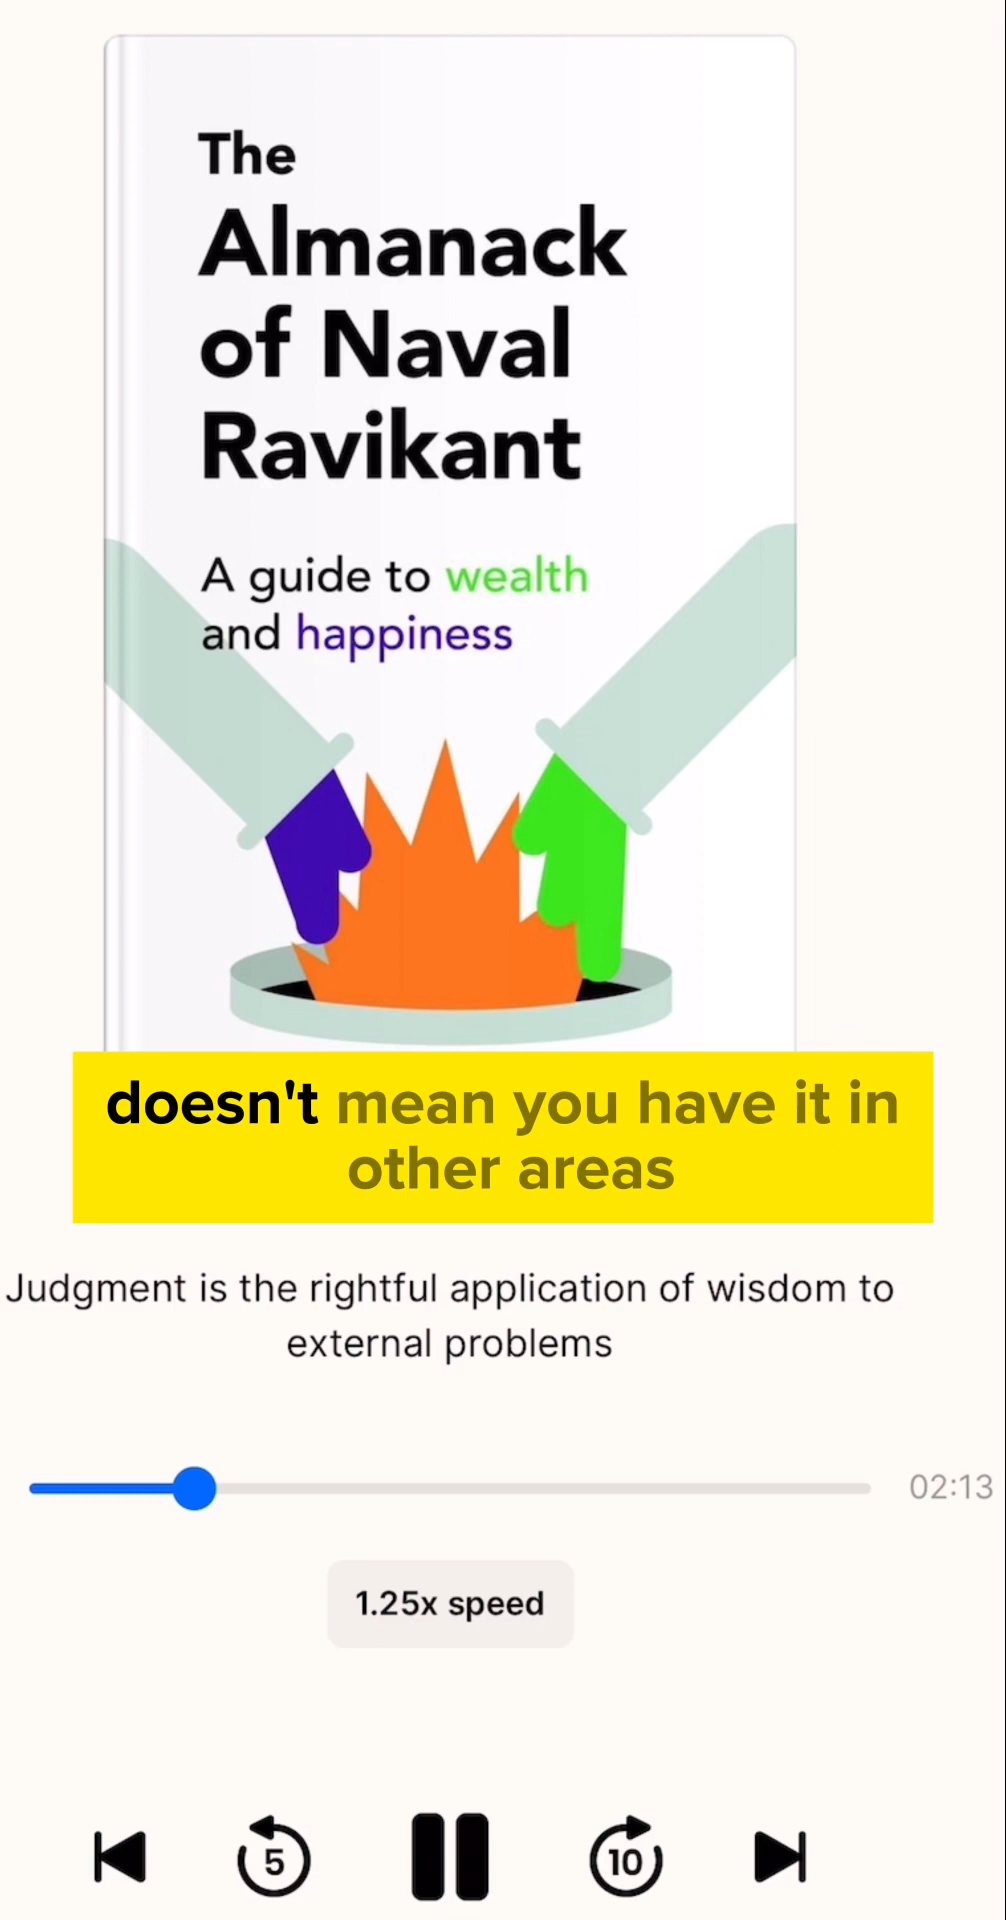 The
Almanack
of Naval
Ravikant
A guide to wealth
and happiness
doesn't mean you have it in
other areas
Judgment is the rightful application of wisdom to
external problems
02:13
1.25x speed
5
10